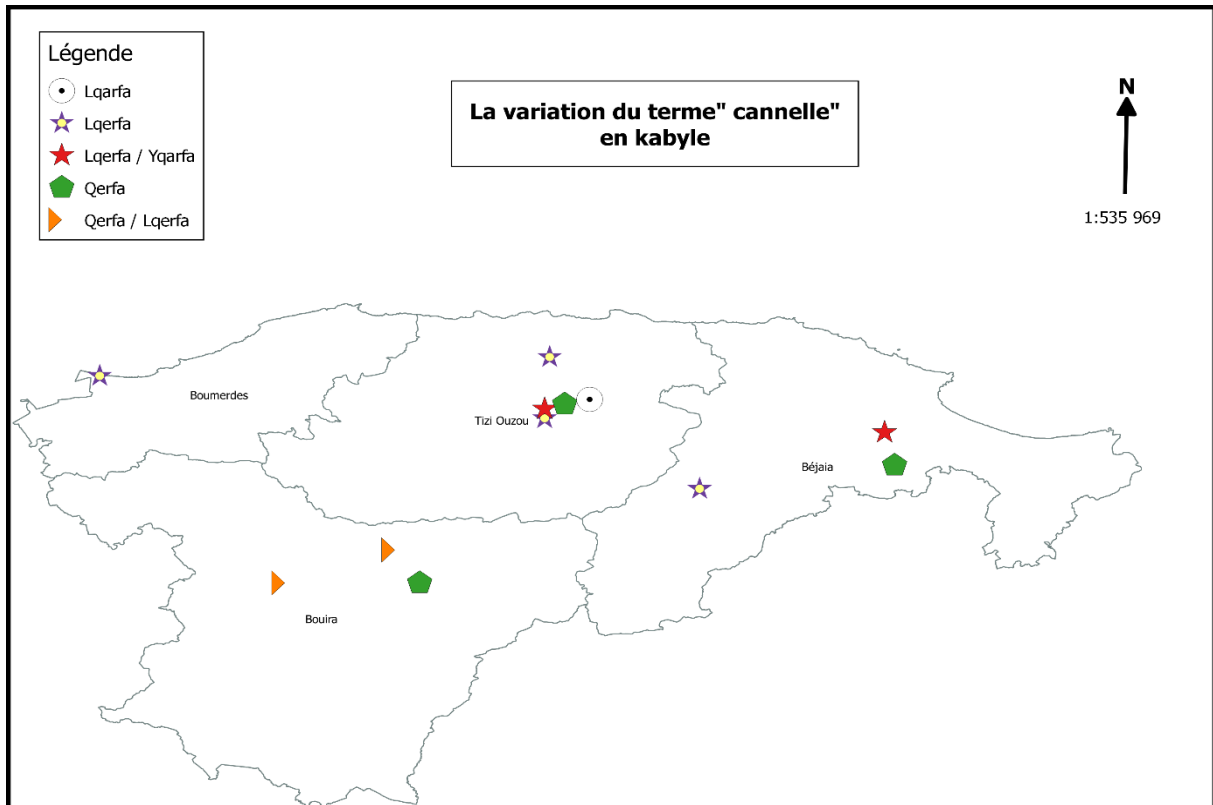 Légende
Lqarfa
Lqerfa
Lqerfa / Yqarfa
Qerfa
Qerfa / Lqerfa
La variation du terme" cannelle"
en kabyle
N
1:535 969
Boumerdes
Tizi Ouzou
Béjaia
Bouira